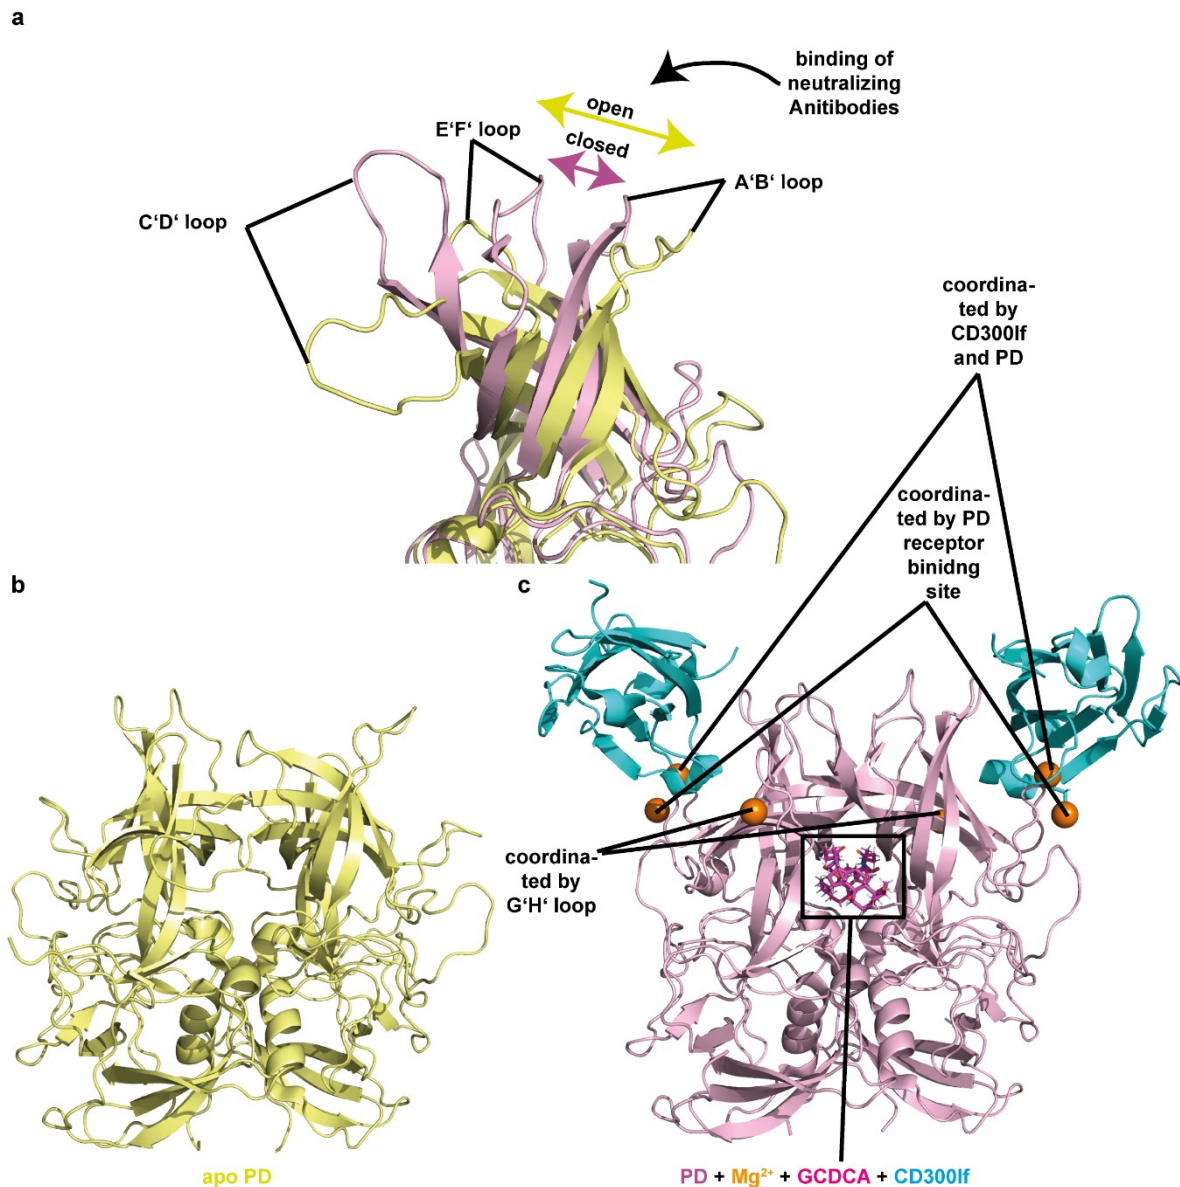 a
binding of
neutralizing
Anitibodies
open
closed
E'F' loop
A'B' loop
C'D' loop
coordina-
ted by
CD300lf
and PD
coordina-
ted by PD
receptor
binidng
site
b
c
coordina-
ted by
G'H' loop
apo PD
PD + Mg²⁺ + GCDCA + CD300lf